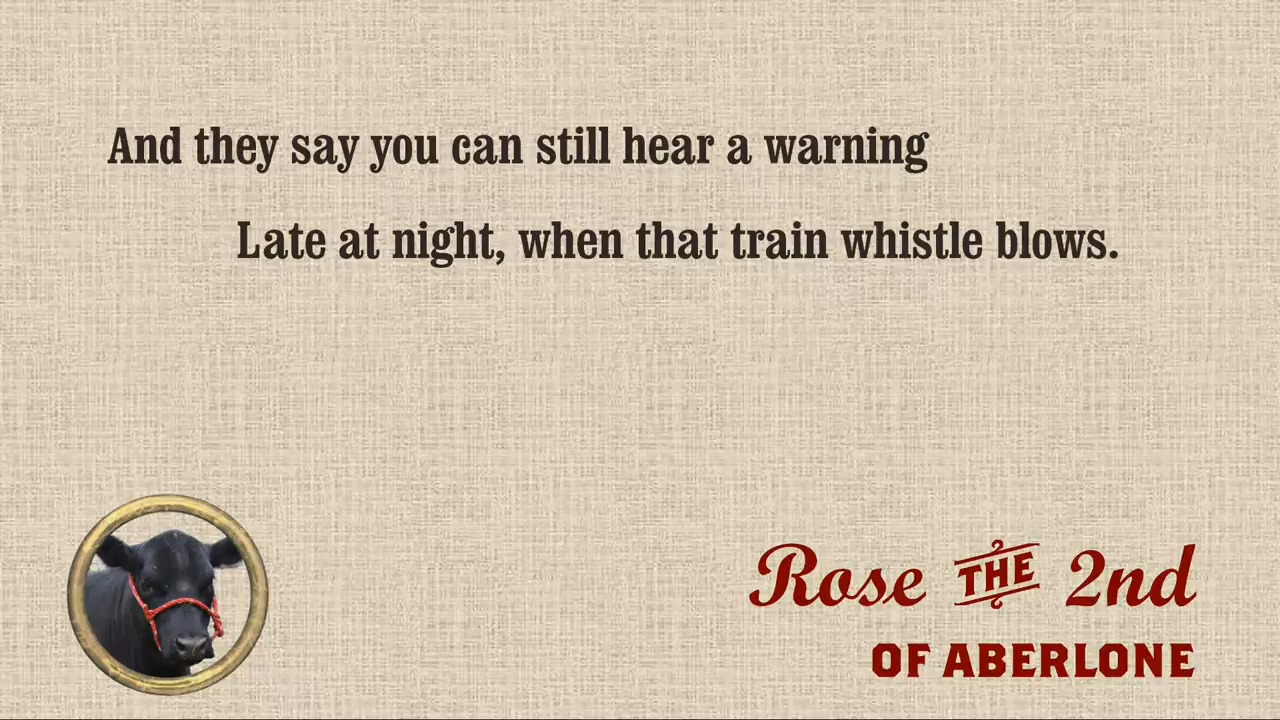 And they say you can still hear a warning
Late at night, when that train whistle blows.
Rose THE 2nd
OF ABERLONE